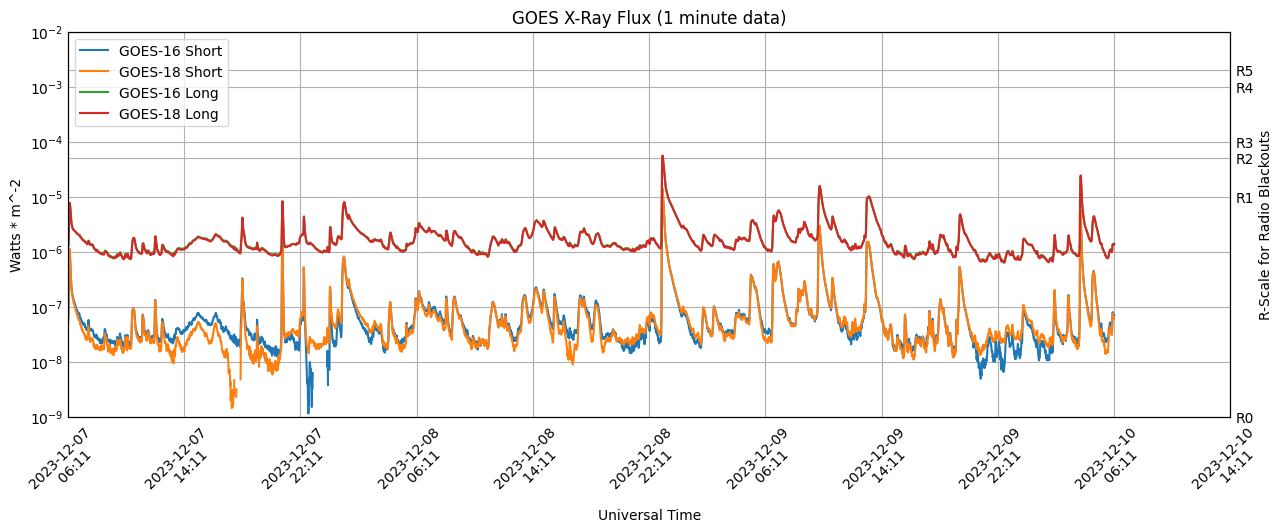 GOES X-Ray Flux (1 minute data)
10^-2
10^-3
10^-4
10^-5
10^-6
10^-7
10^-8
10^-9
Watts * m^-2
GOES-16 Short
GOES-18 Short
GOES-16 Long
GOES-18 Long
R5
R4
R3
R2
R1
R0
R-Scale for Radio Blackouts
2023-12-07
06:11
2023-12-07
14:11
2023-12-07
22:11
2023-12-08
06:11
2023-12-08
14:11
2023-12-08
22:11
2023-12-09
06:11
2023-12-09
14:11
2023-12-09
22:11
2023-12-10
06:11
2023-12-10
14:11
Universal Time